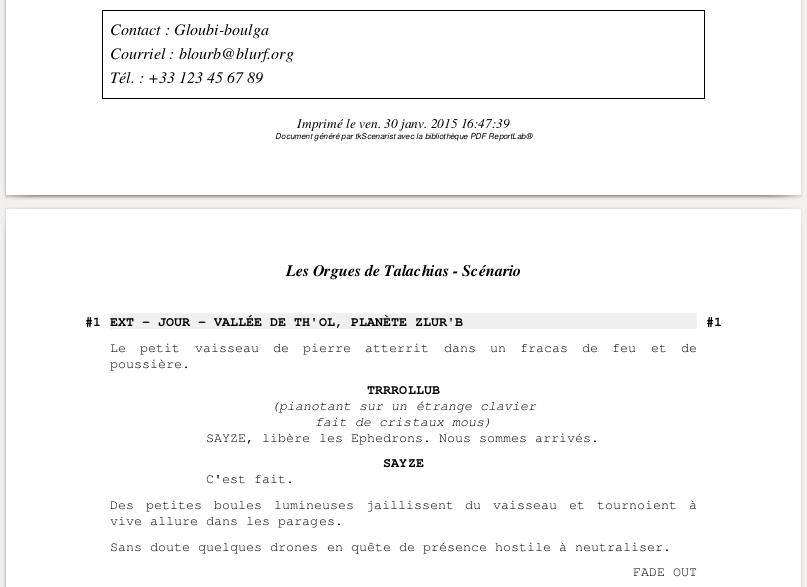 Contact : Gloubi-boulga
Courriel : blourb@blurf.org
Tél. : +33 123 45 67 89
Imprimé le ven. 30 janv. 2015 16:47:39
Document généré par tkScenarist avec la bibliothèque PDF ReportLab®
Les Orgues de Talachias - Scénario
#1 EXT – JOUR – VALLÉE DE TH'OL, PLANÈTE ZLUR'B #1
Le petit vaisseau de pierre atterrit dans un fracas de feu et de
poussière.
TRRROLLUB
(pianotant sur un étrange clavier
fait de cristaux mous)
SAYZE, libère les Ephedrons. Nous sommes arrivés.
SAYZE
C'est fait.
Des petites boules lumineuses jaillissent du vaisseau et tournoient à
vive allure dans les parages.
Sans doute quelques drones en quête de présence hostile à neutraliser.
FADE OUT